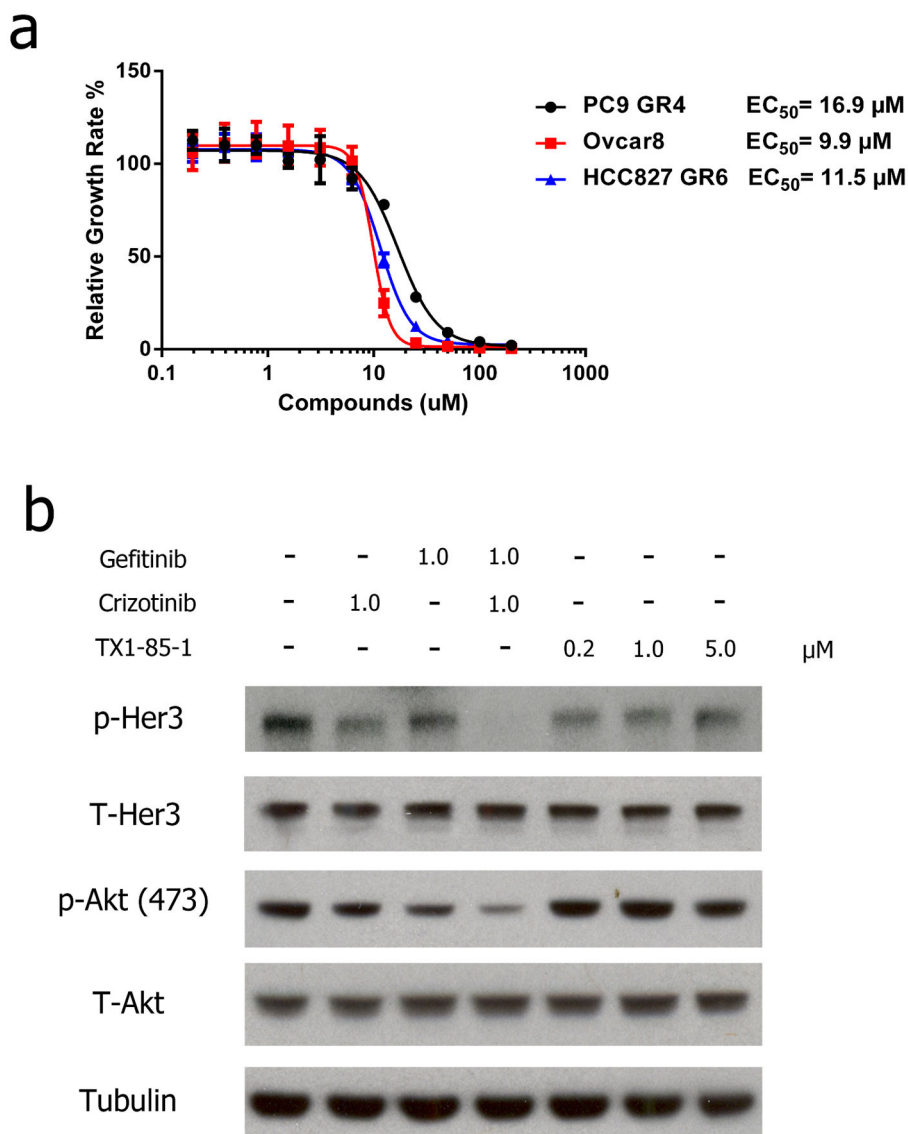 a
150
100
50
0
0.1 1 10 100 1000
Relative Growth Rate %
Compounds (uM)
PC9 GR4 EC50= 16.9 µM
Ovcar8 EC50= 9.9 µM
HCC827 GR6 EC50= 11.5 µM
b
Gefitinib - - 1.0 1.0 - - -
Crizotinib - 1.0 - 1.0 - - -
TX1-85-1 - - - - 0.2 1.0 5.0 µM
p-Her3
T-Her3
p-Akt (473)
T-Akt
Tubulin